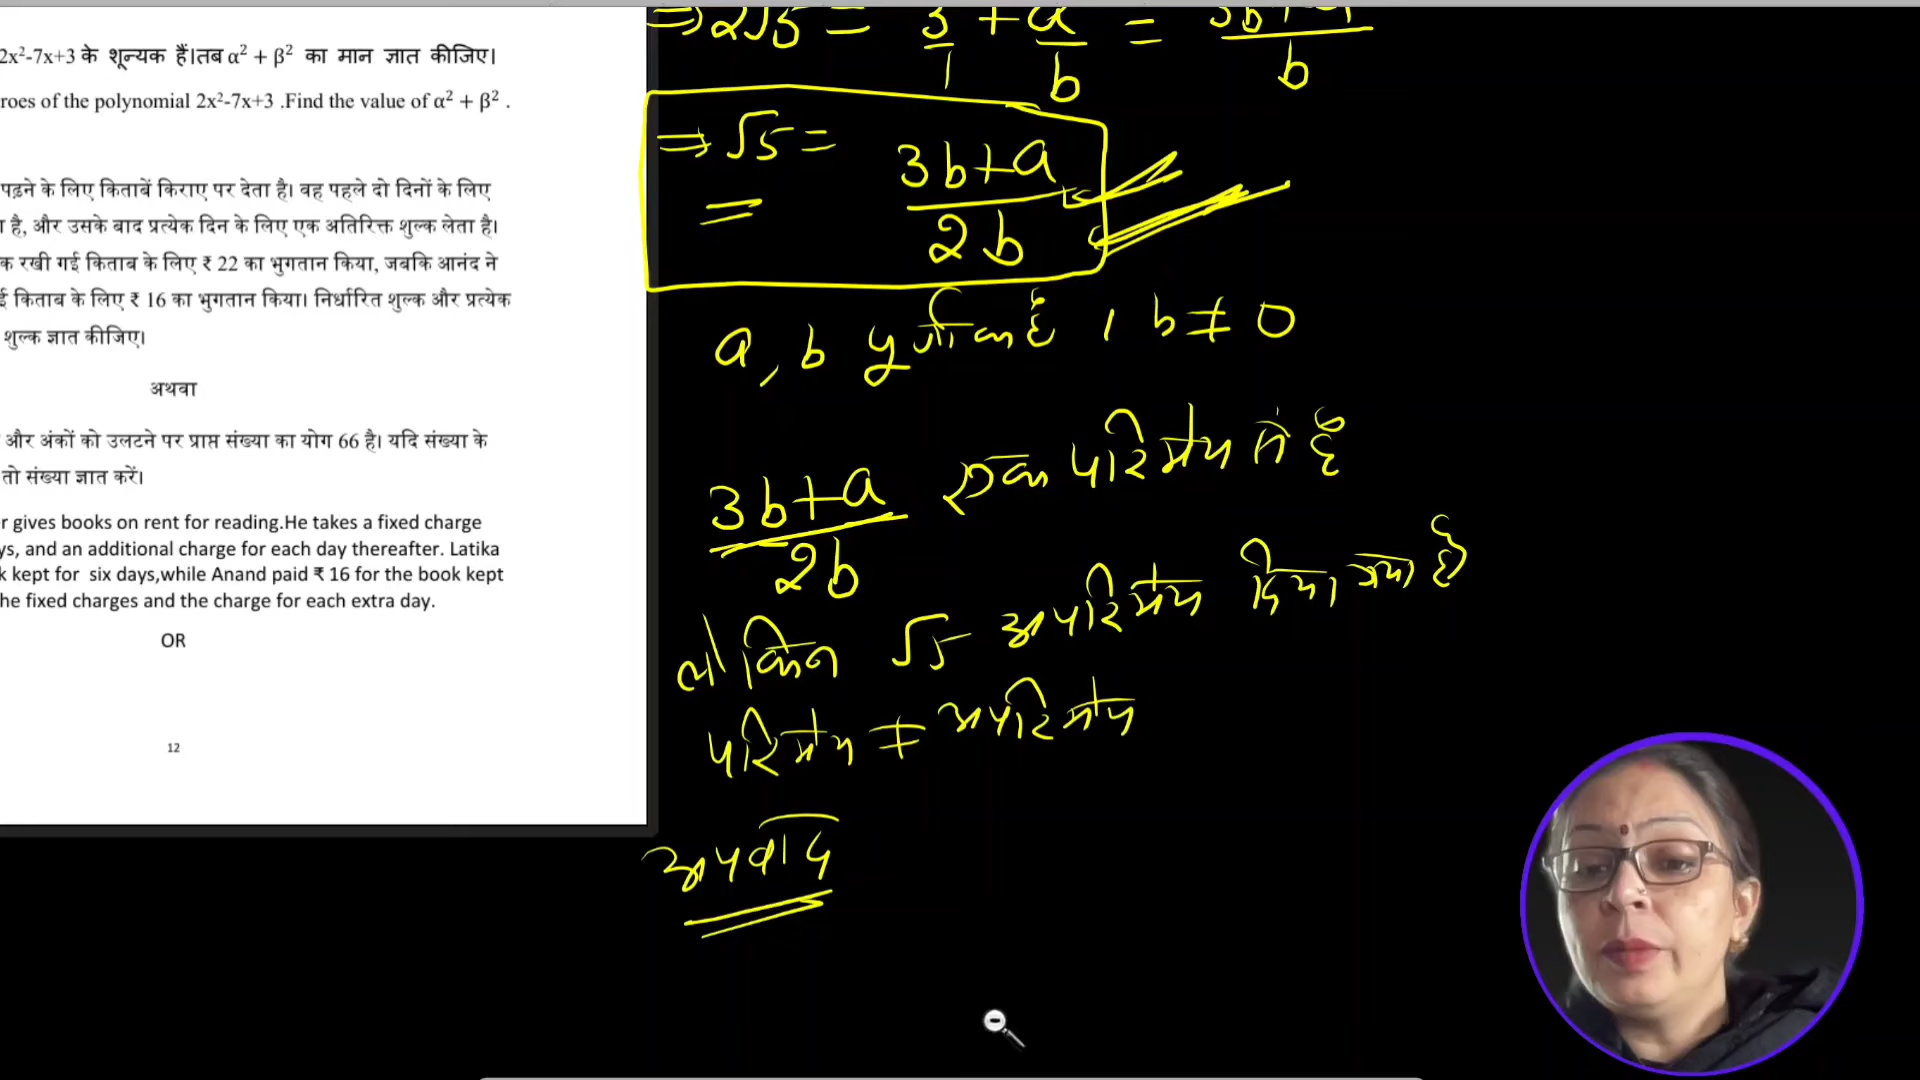 2x²-7x+3 के शून्यक हैं।तब α² + β² का मान ज्ञात कीजिए।
roes of the polynomial 2x²-7x+3 .Find the value of α² + β² .
पढ़ने के लिए किताबें किराए पर देता है। वह पहले दो दिनों के लिए
ा है, और उसके बाद प्रत्येक दिन के लिए एक अतिरिक्त शुल्क लेता है।
क रखी गई किताब के लिए ₹ 22 का भुगतान किया, जबकि आनंद ने
ई किताब के लिए ₹ 16 का भुगतान किया। निर्धारित शुल्क और प्रत्येक
शुल्क ज्ञात कीजिए।
अथवा
और अंकों को उलटने पर प्राप्त संख्या का योग 66 है। यदि संख्या के
तो संख्या ज्ञात करें।
r gives books on rent for reading.He takes a fixed charge
ys, and an additional charge for each day thereafter. Latika
k kept for six days,while Anand paid ₹ 16 for the book kept
he fixed charges and the charge for each extra day.
OR
12
⇒ 2√5 = 3/1 + a/b = 3b+a/b
⇒ √5 = 3b+a/2b
a, b पूर्णांक हैं । b ≠ 0
3b+a/2b एक परिमेय सं है
लेकिन √5 अपरिमेय दिया गया है
परिमेय ≠ अपरिमेय
अपवाद